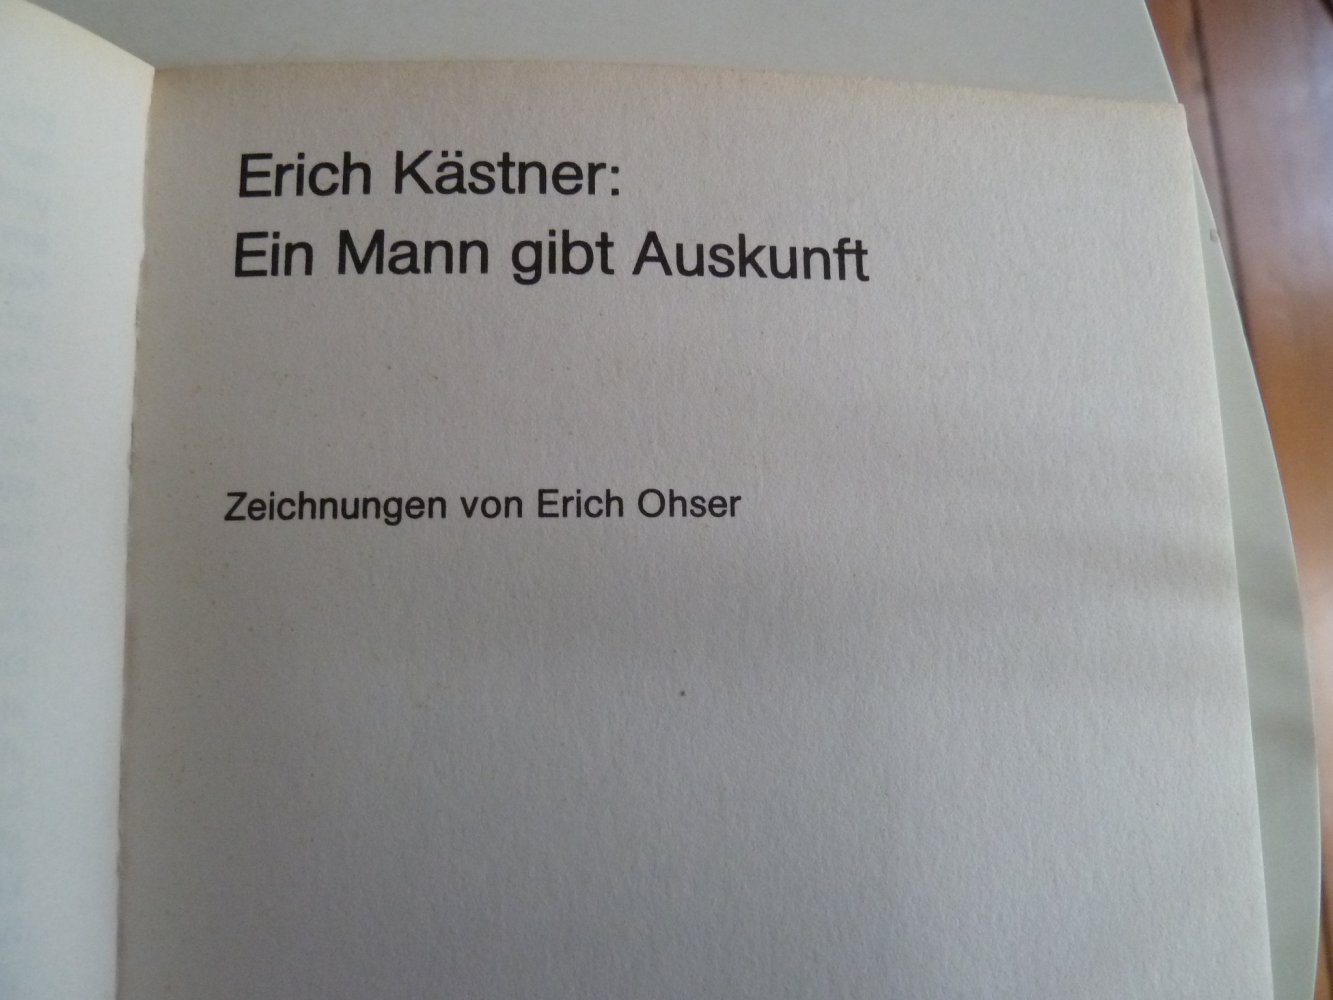 Erich Kästner:
Ein Mann gibt Auskunft
Zeichnungen von Erich Ohser